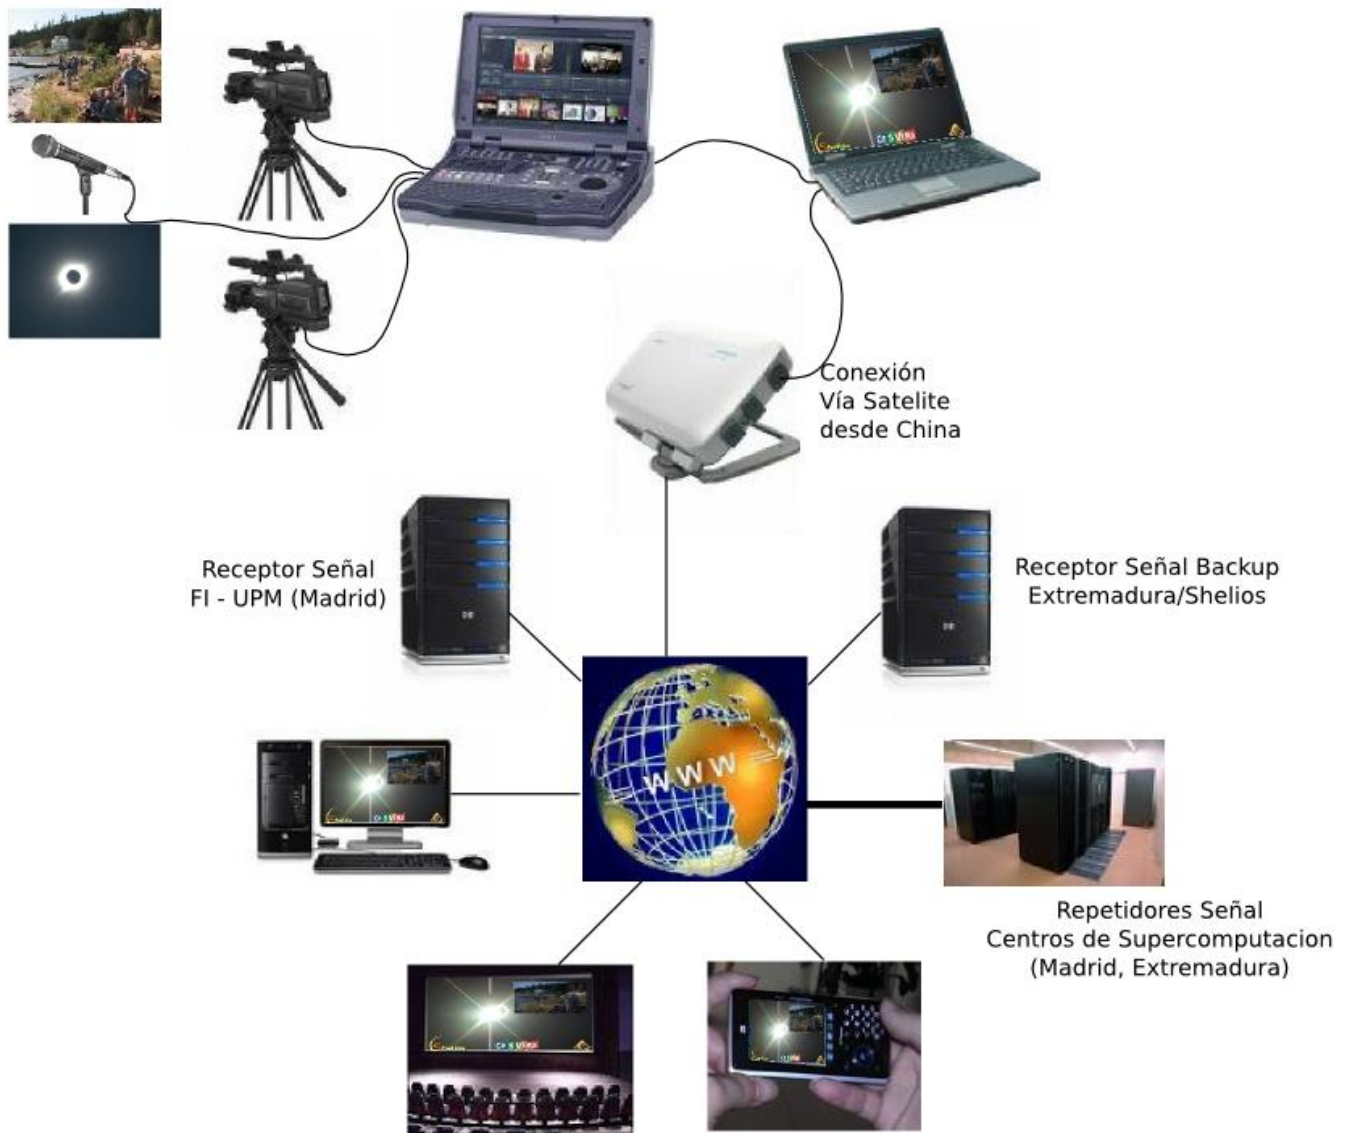 Conexión
Vía Satelite
desde China
Receptor Señal
FI - UPM (Madrid)
Receptor Señal Backup
Extremadura/Shelios
WWW
Repetidores Señal
Centros de Supercomputacion
(Madrid, Extremadura)